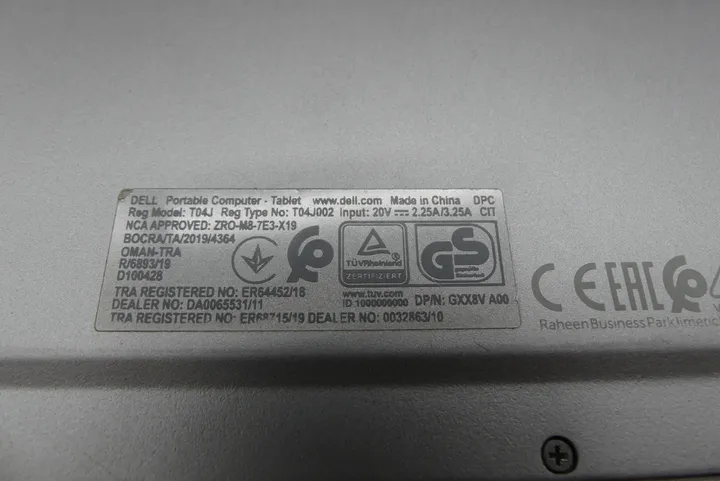 DELL Portable Computer - Tablet www.dell.com Made in China DPC
Reg Model: T04J Reg Type No: T04J002 Input: 20V ⎓ 2.25A/3.25A CIT
NCA APPROVED: ZRO-M8-7E3-X19
BOCRA/TA/2019/4364
OMAN-TRA
R/6893/19
D100428
TRA REGISTERED NO: ER64452/18
DEALER NO: DA0065531/11
TRA REGISTERED NO: ER68715/19 DEALER NO: 0032863/10
TÜVRheinland
ZERTIFIZIERT
www.tuv.com
ID:1000000000
GS
DP/N: GXX8V A00
CE EAC
Raheen Business Park Limerick